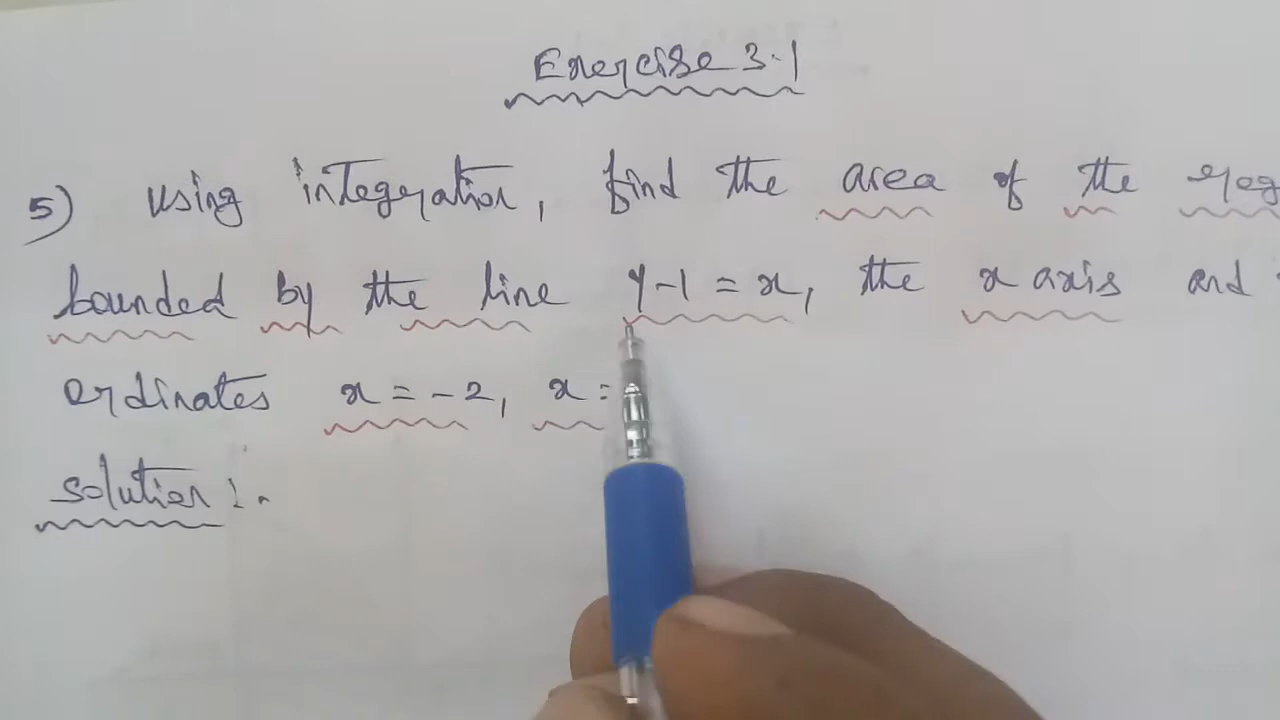 Exercise 3.1
5) using integration, find the area of the reg
bounded by the line y-1 = x, the x axis and
ordinates x = -2, x =
solution :-